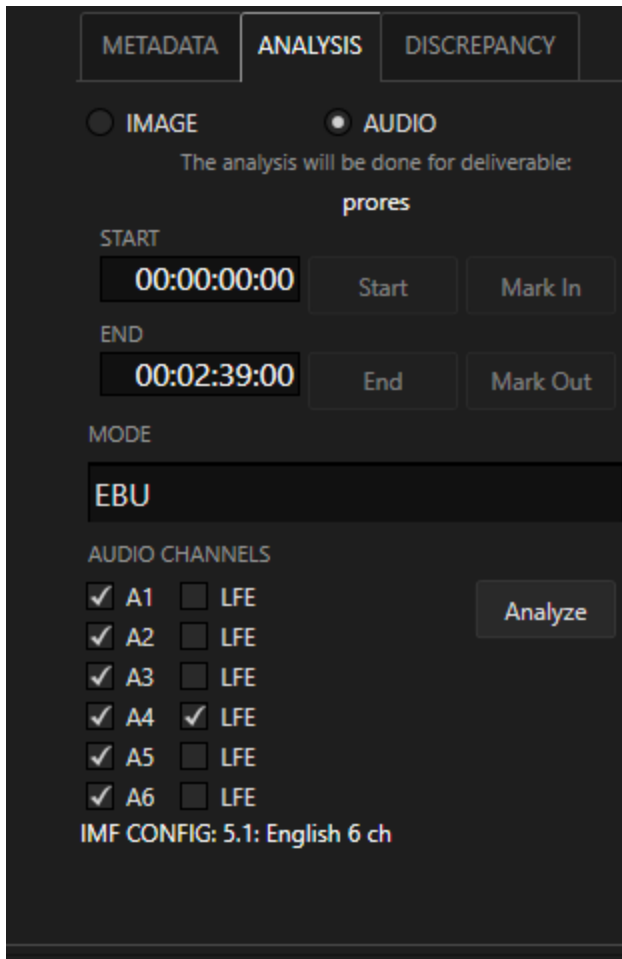 METADATA ANALYSIS DISCREPANCY
IMAGE AUDIO
The analysis will be done for deliverable:
prores
START
00:00:00:00 Start Mark In
END
00:02:39:00 End Mark Out
MODE
EBU
AUDIO CHANNELS
A1 LFE Analyze
A2 LFE
A3 LFE
A4 LFE
A5 LFE
A6 LFE
IMF CONFIG: 5.1: English 6 ch